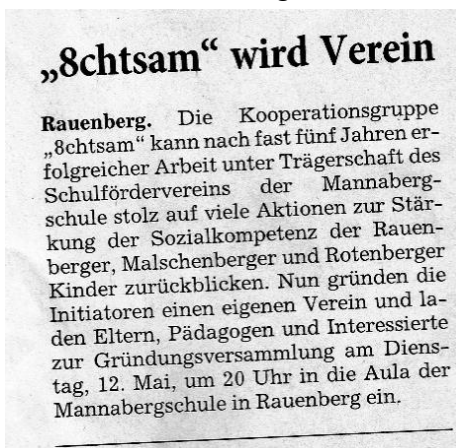 „8chtsam“ wird Verein
Rauenberg. Die Kooperationsgruppe
„8chtsam“ kann nach fast fünf Jahren er-
folgreicher Arbeit unter Trägerschaft des
Schulfördervereins der Mannaberg-
schule stolz auf viele Aktionen zur Stär-
kung der Sozialkompetenz der Rauen-
berger, Malschenberger und Rotenberger
Kinder zurückblicken. Nun gründen die
Initiatoren einen eigenen Verein und la-
den Eltern, Pädagogen und Interessierte
zur Gründungsversammlung am Diens-
tag, 12. Mai, um 20 Uhr in die Aula der
Mannabergschule in Rauenberg ein.